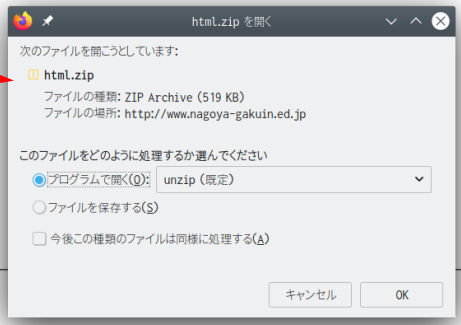 html.zip を開く
次のファイルを開こうとしています:
html.zip
ファイルの種類: ZIP Archive (519 KB)
ファイルの場所: http://www.nagoya-gakuin.ed.jp
このファイルをどのように処理するか選んでください
プログラムで開く(O): unzip (既定)
ファイルを保存する(S)
今後この種類のファイルは同様に処理する(A)
キャンセル OK